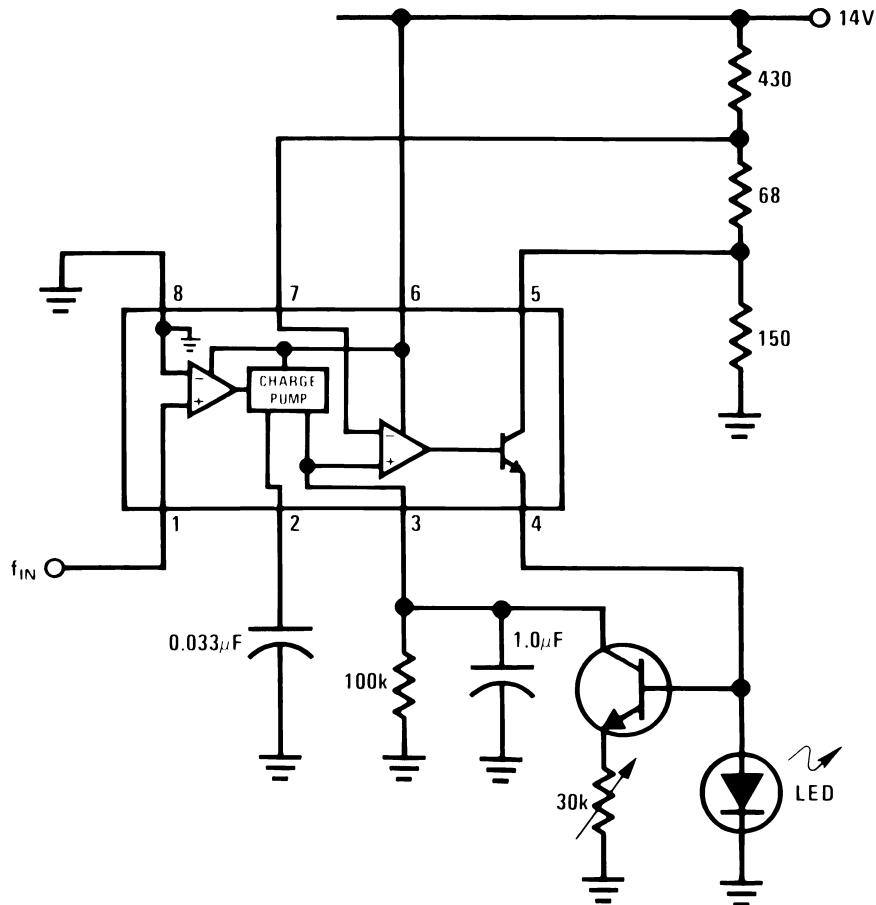 14V
430
68
8
7
6
5
150
CHARGE
PUMP
1
2
3
4
fIN
0.033μF
1.0μF
100k
30k
LED